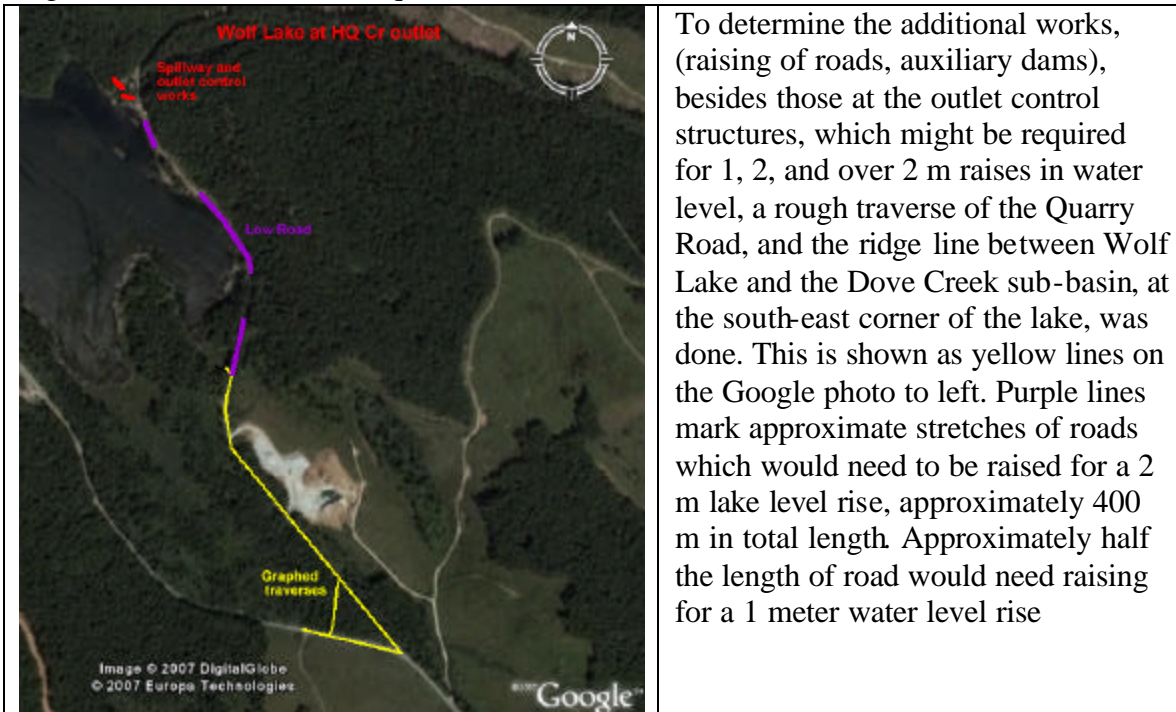 Wolf Lake at HQ Cr outlet
Spillway and
outlet control
works
N
Low Road
Graphed
traverses
Image © 2007 DigitalGlobe
© 2007 Europa Technologies
©2007 Google™
To determine the additional works,
(raising of roads, auxiliary dams),
besides those at the outlet control
structures, which might be required
for 1, 2, and over 2 m raises in water
level, a rough traverse of the Quarry
Road, and the ridge line between Wolf
Lake and the Dove Creek sub-basin, at
the south-east corner of the lake, was
done. This is shown as yellow lines on
the Google photo to left. Purple lines
mark approximate stretches of roads
which would need to be raised for a 2
m lake level rise, approximately 400
m in total length. Approximately half
the length of road would need raising
for a 1 meter water level rise